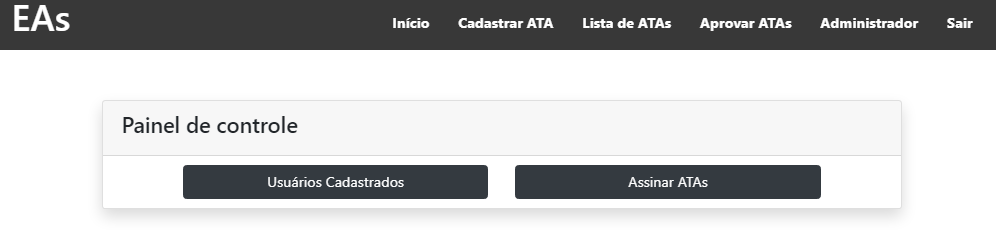 EAs
Início Cadastrar ATA Lista de ATAs Aprovar ATAs Administrador Sair
Painel de controle
Usuários Cadastrados Assinar ATAs